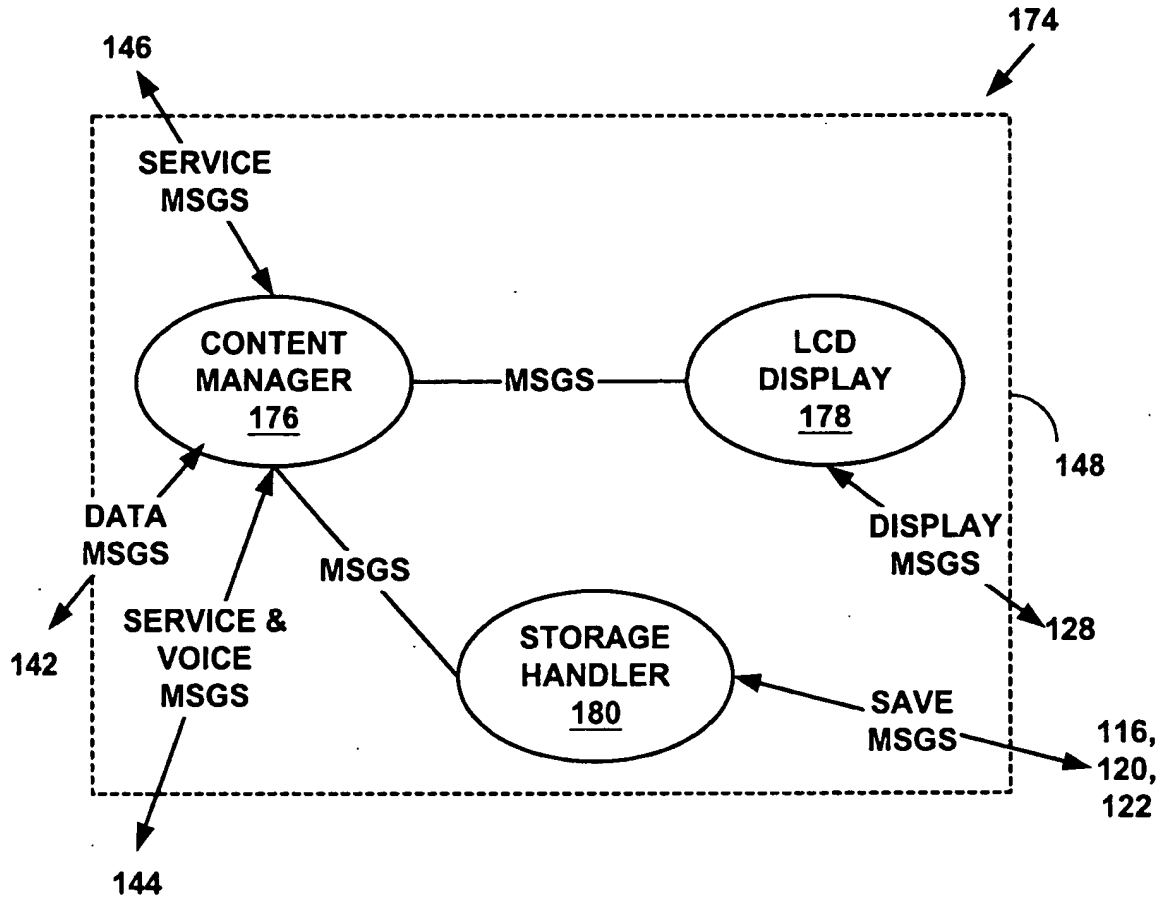 174
146
SERVICE
MSGS
CONTENT
MANAGER
176
MSGS
LCD
DISPLAY
178
148
DATA
MSGS
142
DISPLAY
MSGS
128
MSGS
SERVICE &
VOICE
MSGS
144
STORAGE
HANDLER
180
SAVE
MSGS
116,
120,
122